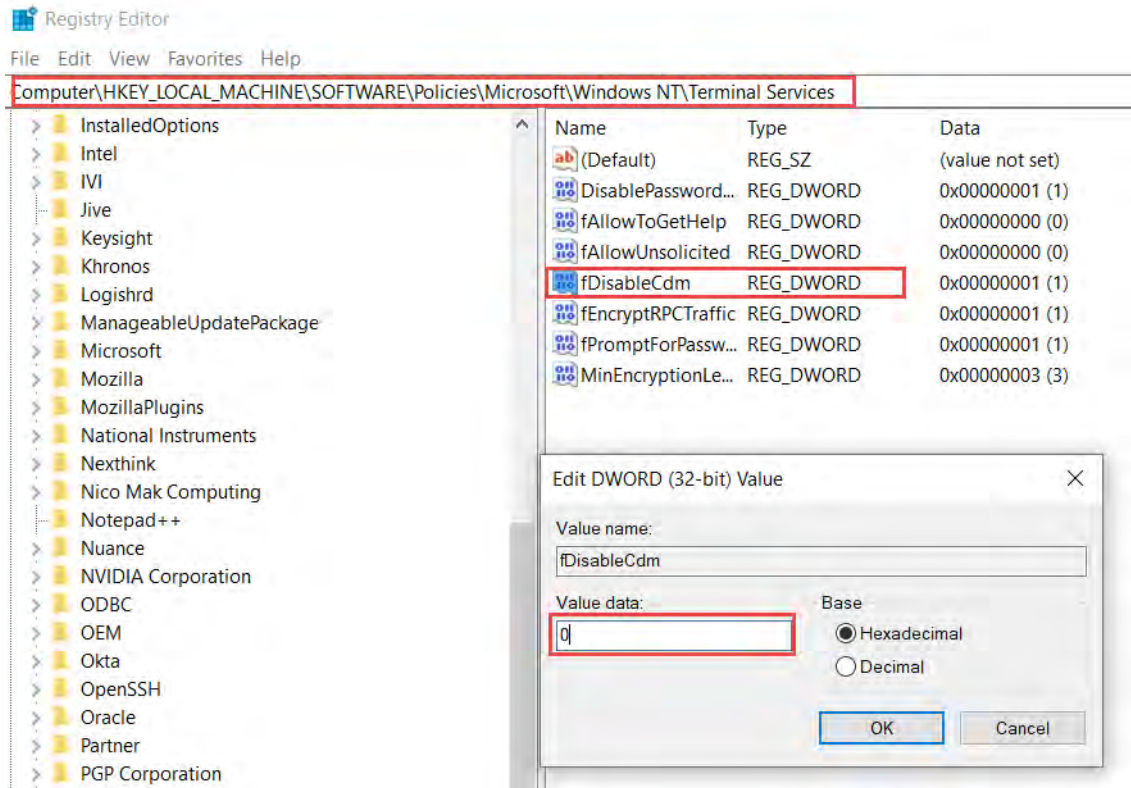 Registry Editor
File Edit View Favorites Help
Computer\HKEY_LOCAL_MACHINE\SOFTWARE\Policies\Microsoft\Windows NT\Terminal Services
InstalledOptions
Intel
IVI
Jive
Keysight
Khronos
Logishrd
ManageableUpdatePackage
Microsoft
Mozilla
MozillaPlugins
National Instruments
Nexthink
Nico Mak Computing
Notepad++
Nuance
NVIDIA Corporation
ODBC
OEM
Okta
OpenSSH
Oracle
Partner
PGP Corporation
Name Type Data
(Default) REG_SZ (value not set)
DisablePassword... REG_DWORD 0x00000001 (1)
fAllowToGetHelp REG_DWORD 0x00000000 (0)
fAllowUnsolicited REG_DWORD 0x00000000 (0)
fDisableCdm REG_DWORD 0x00000001 (1)
fEncryptRPCTraffic REG_DWORD 0x00000001 (1)
fPromptForPassw... REG_DWORD 0x00000001 (1)
MinEncryptionLe... REG_DWORD 0x00000003 (3)
Edit DWORD (32-bit) Value
Value name:
fDisableCdm
Value data: Base
0 Hexadecimal
Decimal
OK Cancel